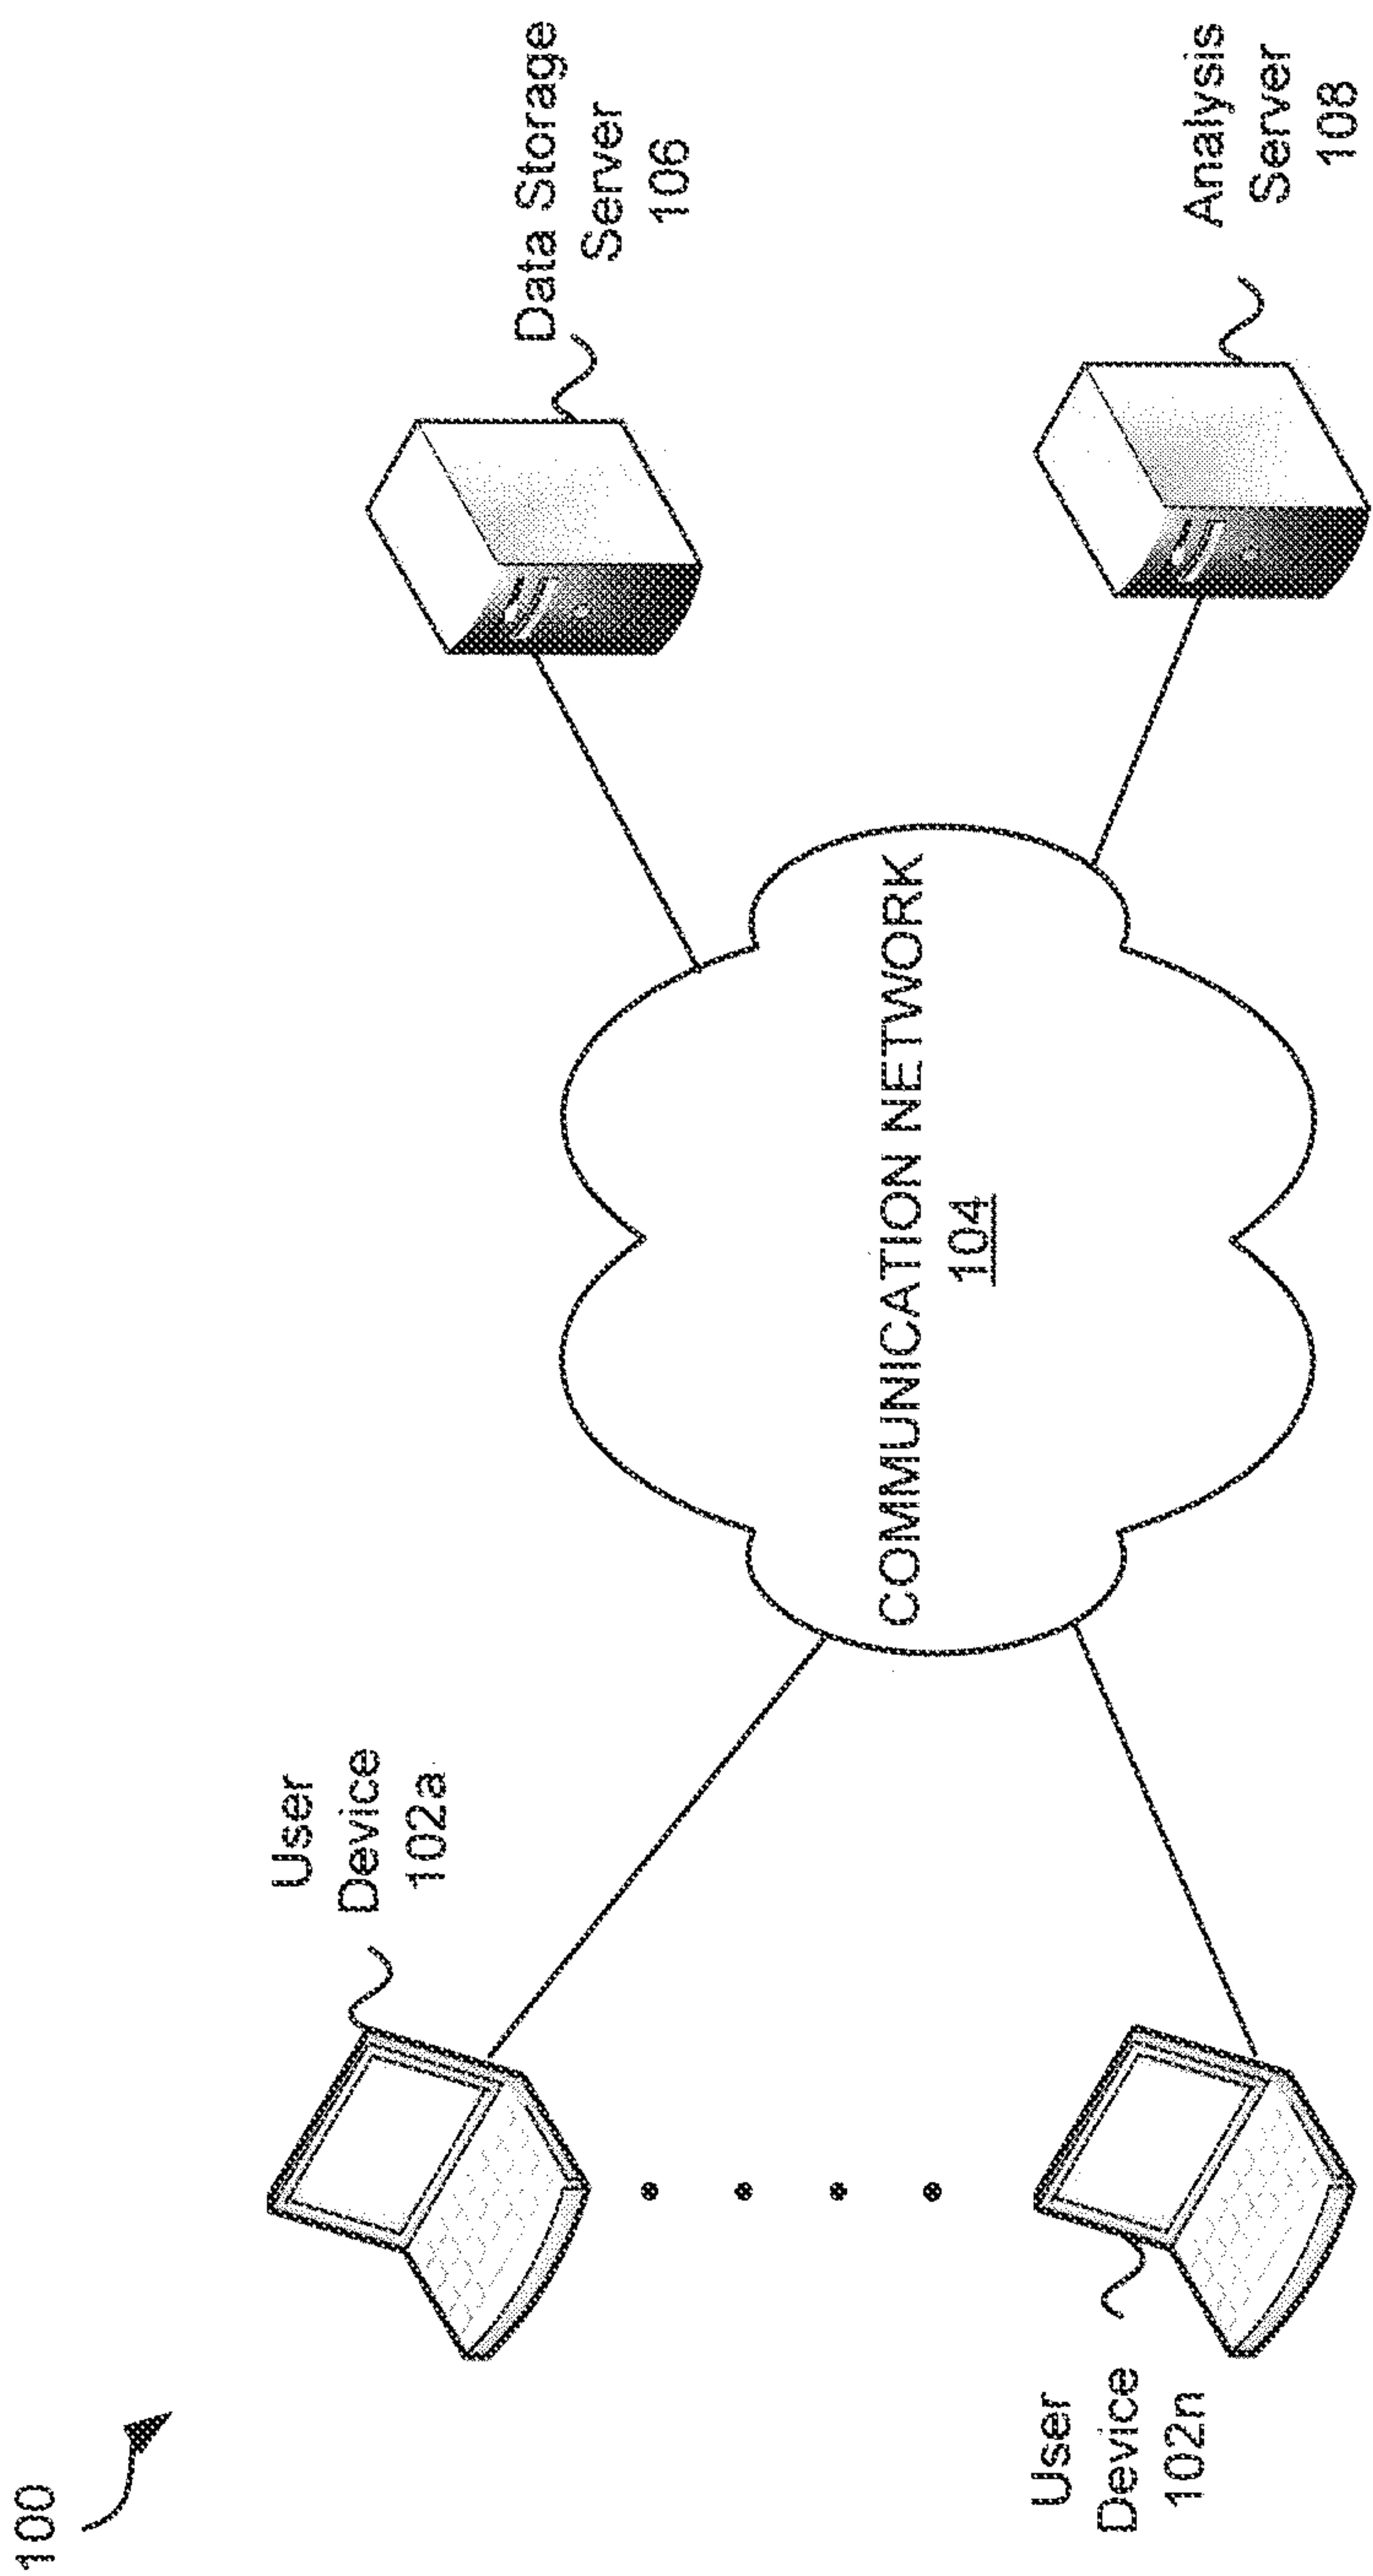 100
User
Device
102a
Data Storage
Server
106
COMMUNICATION NETWORK
104
User
Device
102n
Analysis
Server
108